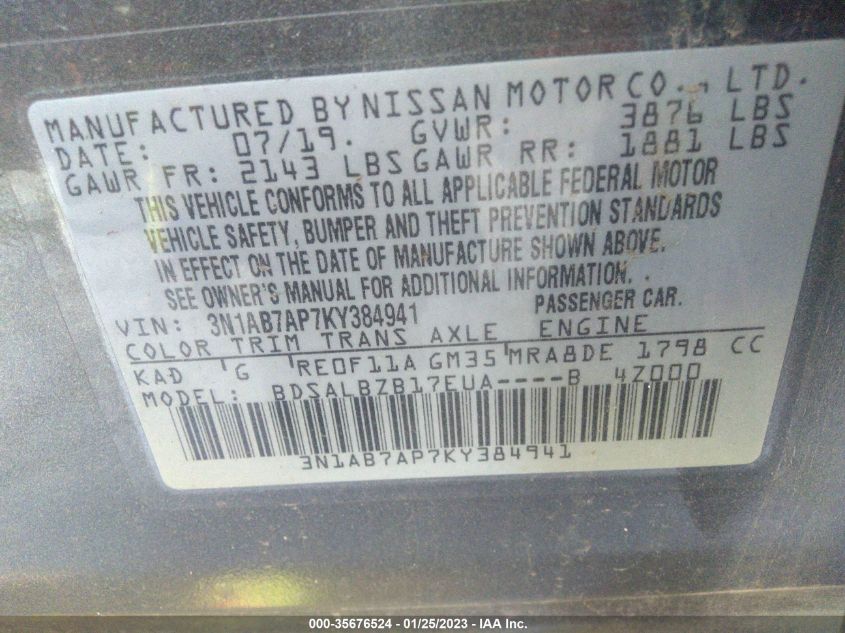 MANUFACTURED BY NISSAN MOTOR CO., LTD.
DATE: 07/19. GVWR: 3876 LBS
GAWR FR: 2143 LBS GAWR RR: 1881 LBS
THIS VEHICLE CONFORMS TO ALL APPLICABLE FEDERAL MOTOR
VEHICLE SAFETY, BUMPER AND THEFT PREVENTION STANDARDS
IN EFFECT ON THE DATE OF MANUFACTURE SHOWN ABOVE.
SEE OWNER'S MANUAL FOR ADDITIONAL INFORMATION.
VIN: 3N1AB7AP7KY384941 PASSENGER CAR.
COLOR TRIM TRANS AXLE ENGINE
KAD G RE0F11A GM35 MRA8DE 1798 CC
MODEL: BDSALBZB17EUA----B 4Z000
3N1AB7AP7KY384941
000-35676524 - 01/25/2023 - IAA Inc.